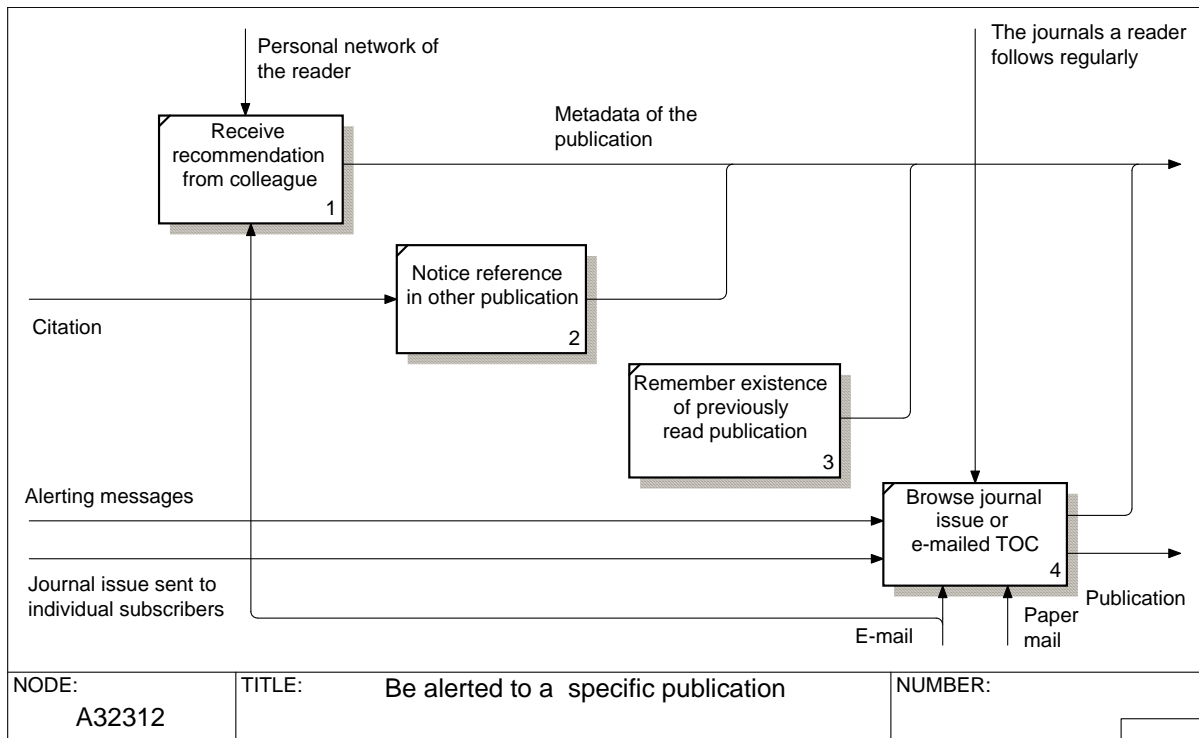 Personal network of
the reader
The journals a reader
follows regularly
Receive
recommendation
from colleague
1
Metadata of the
publication
Notice reference
in other publication
2
Citation
Remember existence
of previously
read publication
3
Alerting messages
Browse journal
issue or
e-mailed TOC
4
Journal issue sent to
individual subscribers
Publication
E-mail
Paper
mail
NODE:
A32312
TITLE:
Be alerted to a specific publication
NUMBER: